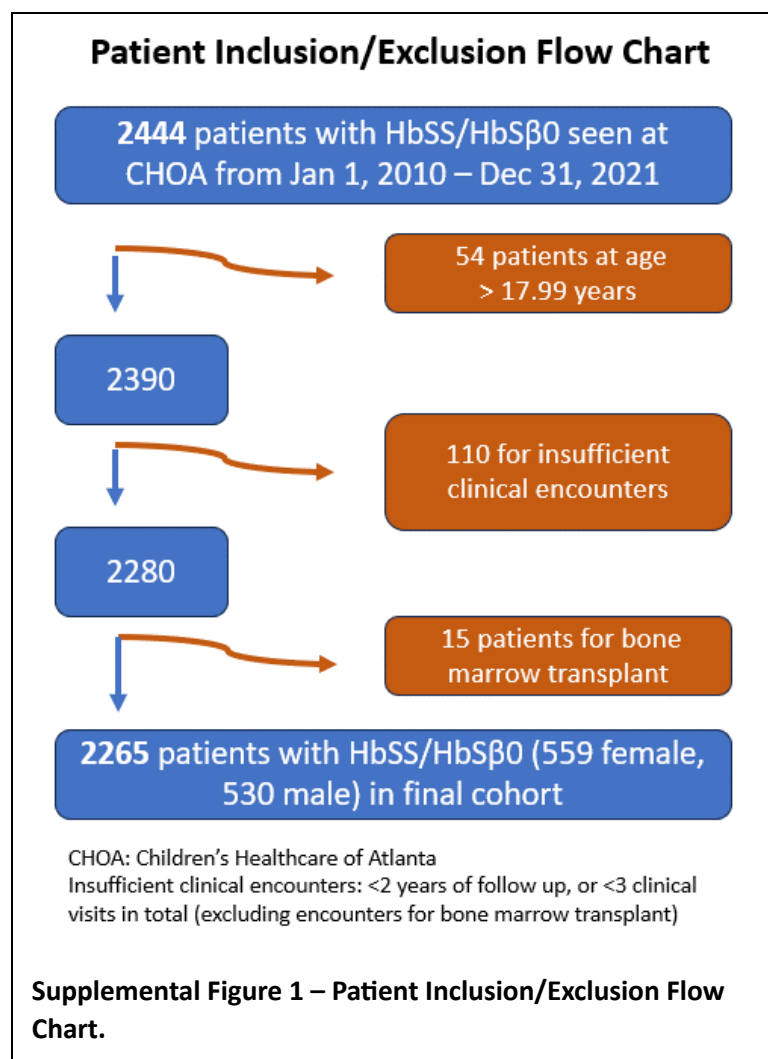 Patient Inclusion/Exclusion Flow Chart
2444 patients with HbSS/HbSβ0 seen at
CHOA from Jan 1, 2010 – Dec 31, 2021
54 patients at age
> 17.99 years
2390
110 for insufficient
clinical encounters
2280
15 patients for bone
marrow transplant
2265 patients with HbSS/HbSβ0 (559 female,
530 male) in final cohort
CHOA: Children’s Healthcare of Atlanta
Insufficient clinical encounters: <2 years of follow up, or <3 clinical
visits in total (excluding encounters for bone marrow transplant)
Supplemental Figure 1 – Patient Inclusion/Exclusion Flow
Chart.